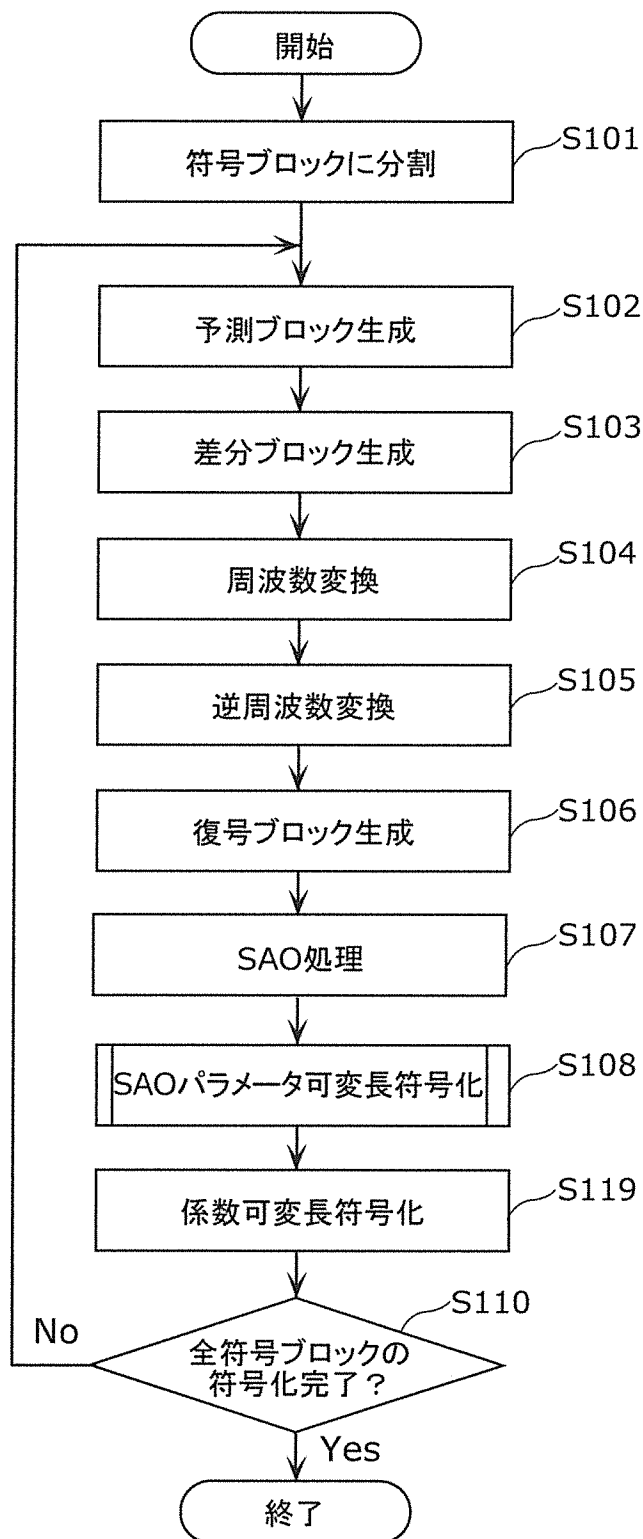 開始
符号ブロックに分割
S101
予測ブロック生成
S102
差分ブロック生成
S103
周波数変換
S104
逆周波数変換
S105
復号ブロック生成
S106
SAO処理
S107
SAOパラメータ可変長符号化
S108
係数可変長符号化
S119
全符号ブロックの
符号化完了?
S110
No
Yes
終了